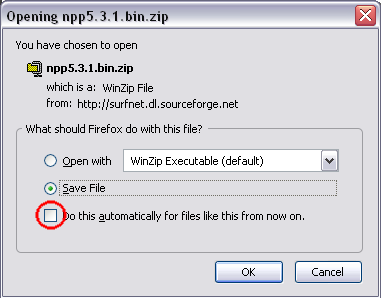 Opening npp5.3.1.bin.zip
You have chosen to open
npp5.3.1.bin.zip
which is a: WinZip File
from: http://surfnet.dl.sourceforge.net
What should Firefox do with this file?
Open with WinZip Executable (default)
Save File
Do this automatically for files like this from now on.
OK Cancel